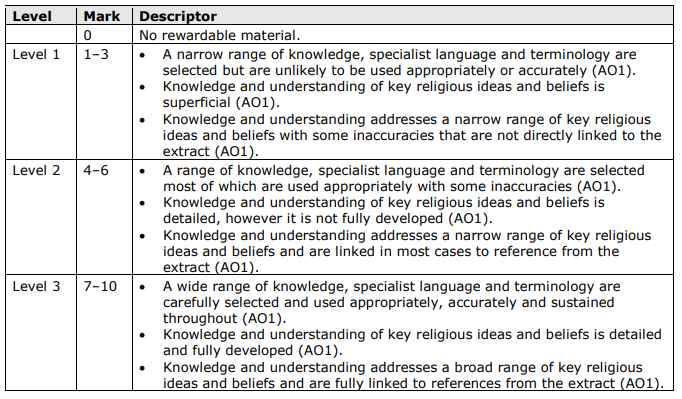 Level Mark Descriptor
0 No rewardable material.
Level 1 1–3 • A narrow range of knowledge, specialist language and terminology are
selected but are unlikely to be used appropriately or accurately (AO1).
• Knowledge and understanding of key religious ideas and beliefs is
superficial (AO1).
• Knowledge and understanding addresses a narrow range of key religious
ideas and beliefs with some inaccuracies that are not directly linked to the
extract (AO1).
Level 2 4–6 • A range of knowledge, specialist language and terminology are selected
most of which are used appropriately with some inaccuracies (AO1).
• Knowledge and understanding of key religious ideas and beliefs is
detailed, however it is not fully developed (AO1).
• Knowledge and understanding addresses a narrow range of key religious
ideas and beliefs and are linked in most cases to reference from the
extract (AO1).
Level 3 7–10 • A wide range of knowledge, specialist language and terminology are
carefully selected and used appropriately, accurately and sustained
throughout (AO1).
• Knowledge and understanding of key religious ideas and beliefs is detailed
and fully developed (AO1).
• Knowledge and understanding addresses a broad range of key religious
ideas and beliefs and are fully linked to references from the extract (AO1).